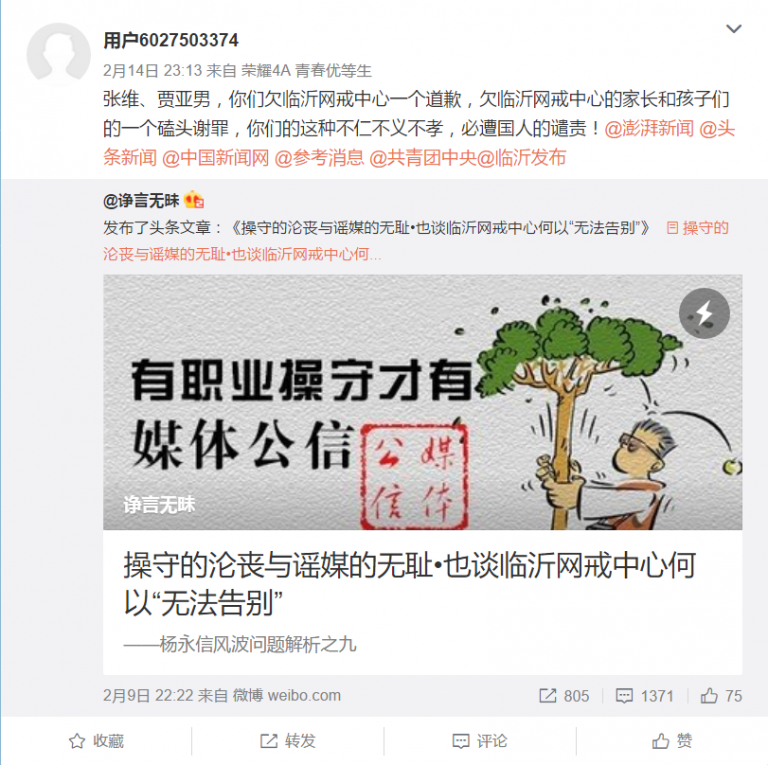 用户6027503374
2月14日 23:13 来自 荣耀4A 青春优等生
张维、贾亚男，你们欠临沂网戒中心一个道歉，欠临沂网戒中心的家长和孩子们
的一个磕头谢罪，你们的这种不仁不义不孝，必遭国人的谴责！@澎湃新闻 @头
条新闻 @中国新闻网 @参考消息 @共青团中央@临沂发布
@诤言无昧
发布了头条文章：《操守的沦丧与谣媒的无耻•也谈临沂网戒中心何以“无法告别”》 操守的
沦丧与谣媒的无耻•也谈临沂网戒中心何...
有职业操守才有
媒体公信
公媒
信体
诤言无昧
操守的沦丧与谣媒的无耻•也谈临沂网戒中心何
以“无法告别”
——杨永信风波问题解析之九
2月9日 22:22 来自 微博 weibo.com 805 1371 75
收藏 转发 评论 赞